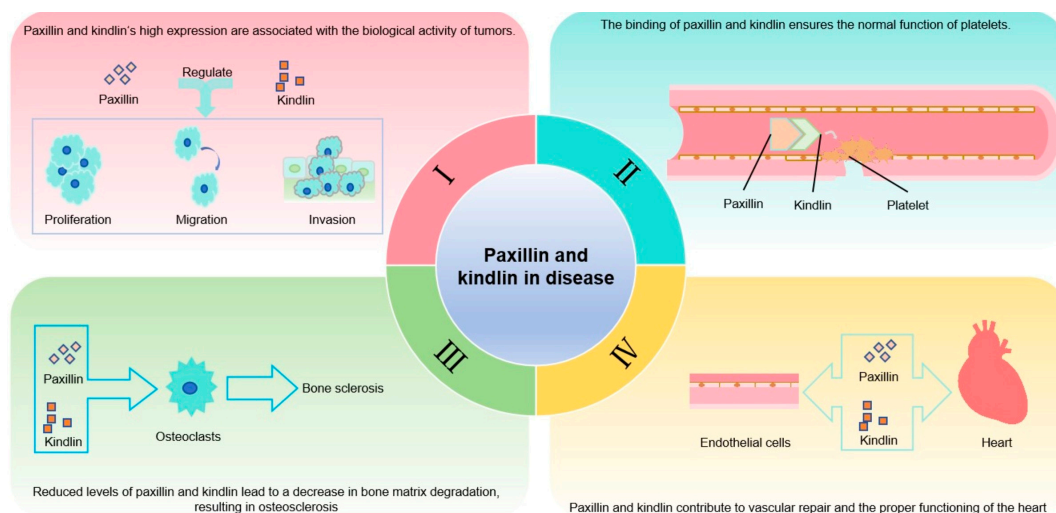 Paxillin and kindlin's high expression are associated with the biological activity of tumors.
Regulate
Paxillin
Kindlin
Proliferation
Migration
Invasion
The binding of paxillin and kindlin ensures the normal function of platelets.
Paxillin
Kindlin
Platelet
I
II
Paxillin and
kindlin in disease
III
IV
Paxillin
Kindlin
Osteoclasts
Bone sclerosis
Reduced levels of paxillin and kindlin lead to a decrease in bone matrix degradation,
resulting in osteosclerosis
Paxillin
Kindlin
Endothelial cells
Heart
Paxillin and kindlin contribute to vascular repair and the proper functioning of the heart